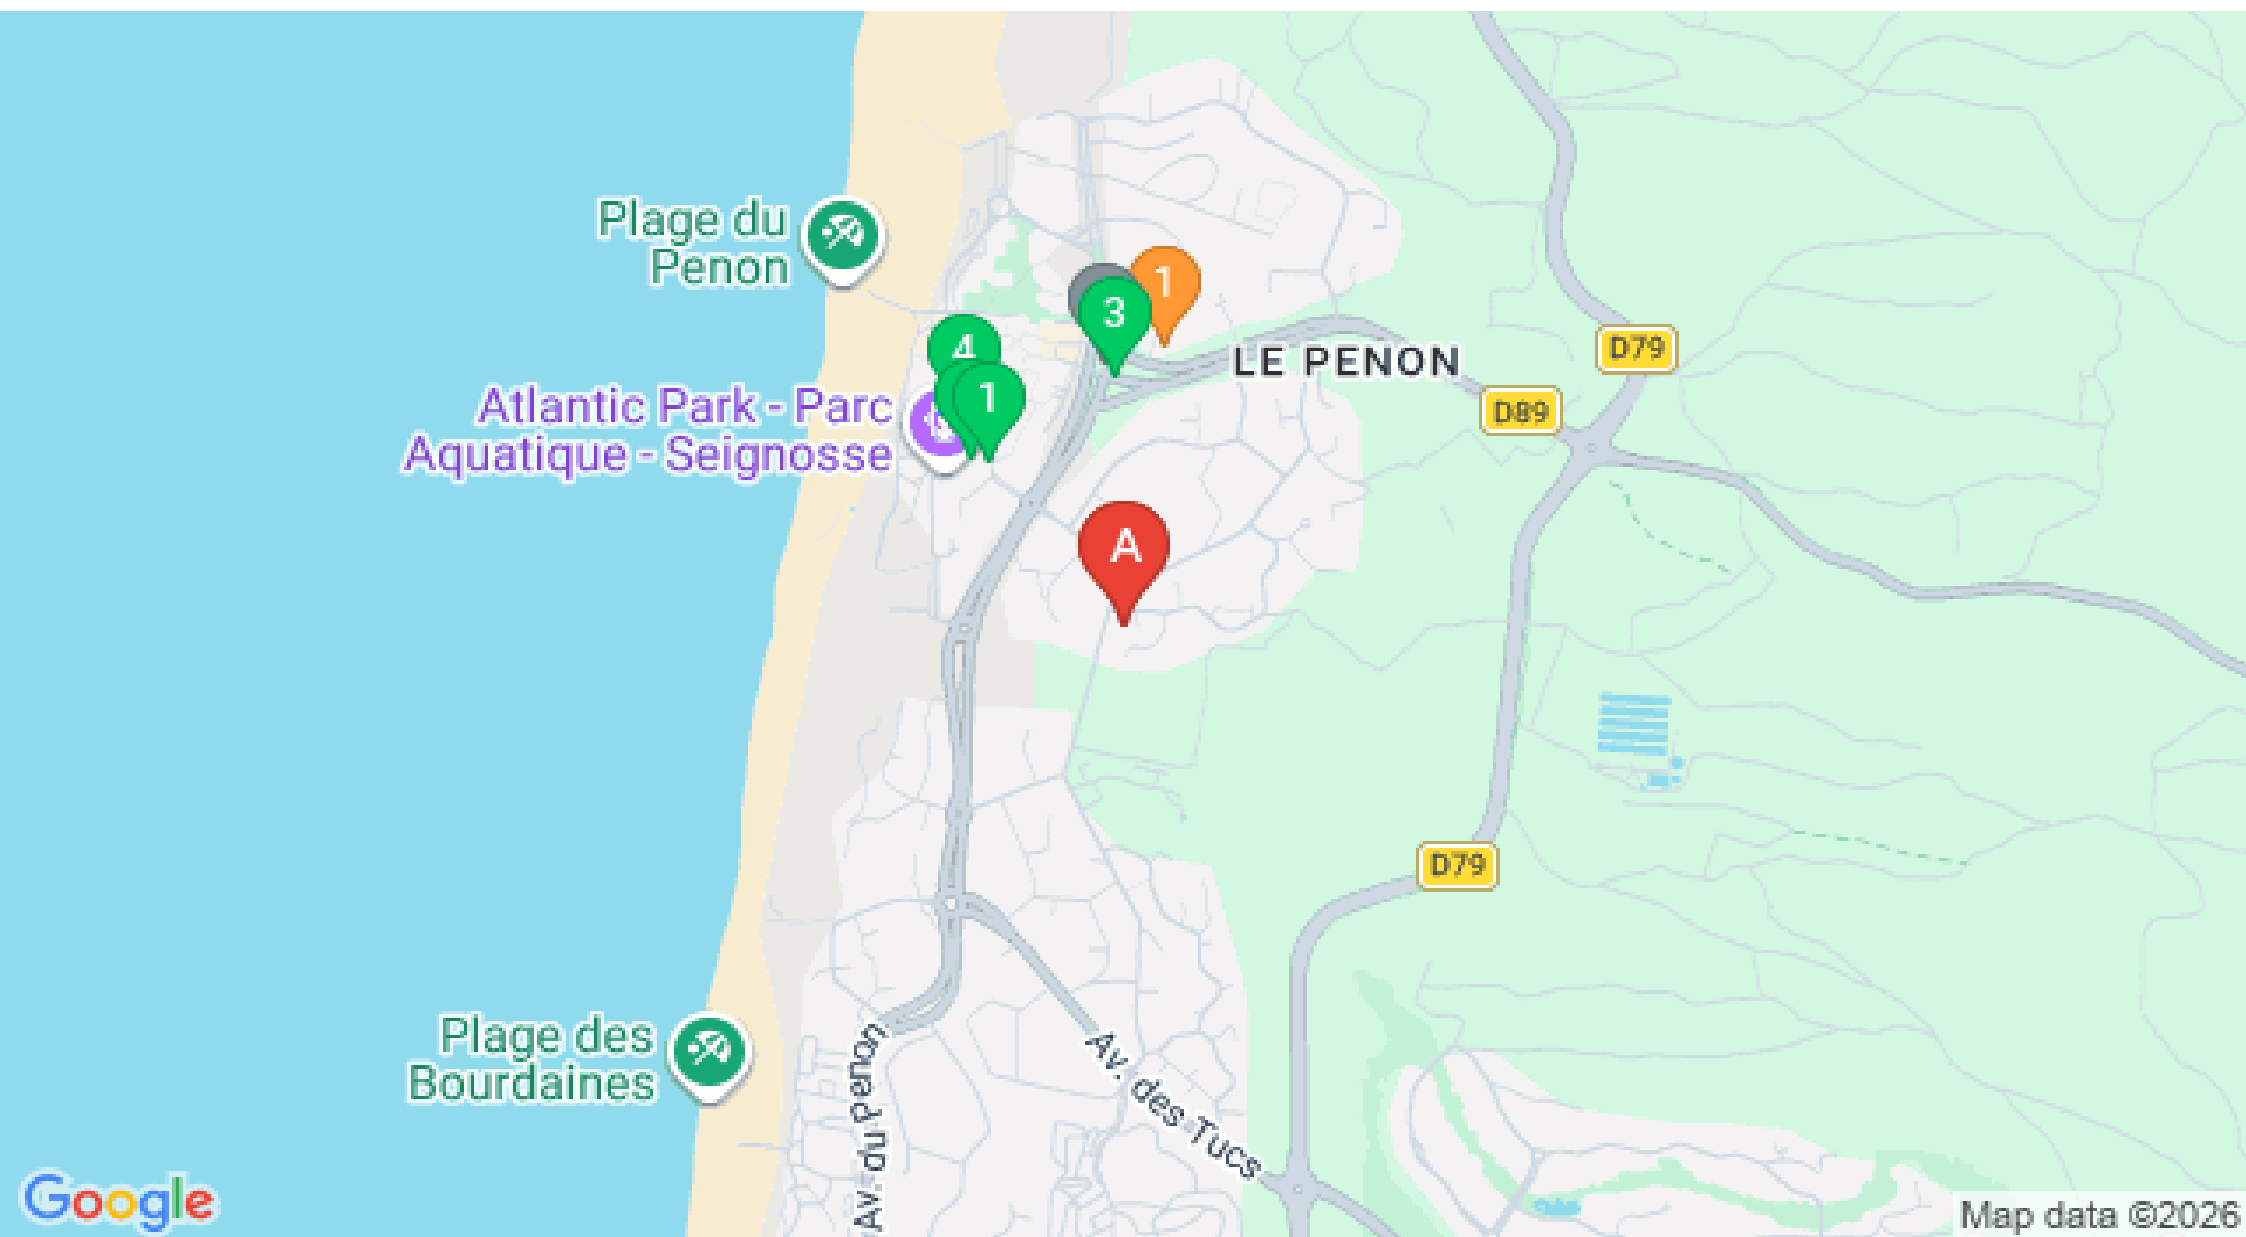 Plage du
Penon
1
3
4
1
LE PENON
D79
D89
Atlantic Park - Parc
Aquatique - Seignosse
A
D79
Plage des
Bourdaines
Av. du Penon
Av. des Tucs
Google
Map data ©2026